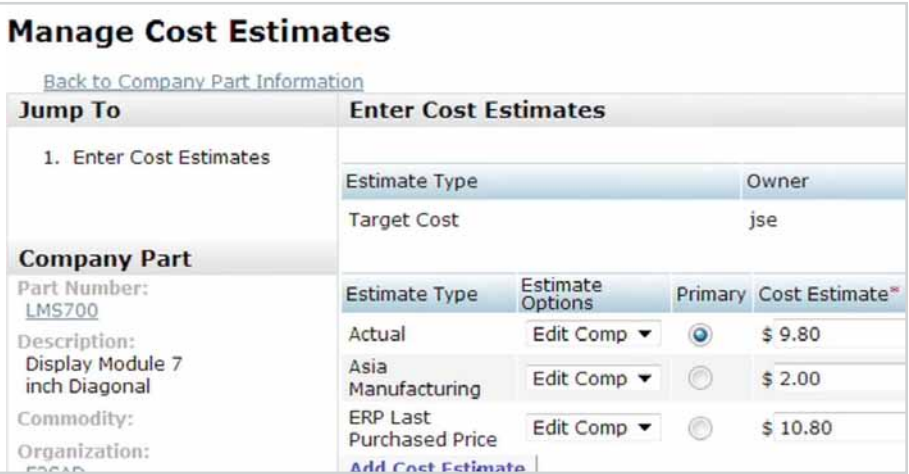 Manage Cost Estimates
Back to Company Part Information
Jump To
1. Enter Cost Estimates
Company Part
Part Number:
LMS700
Description:
Display Module 7
inch Diagonal
Commodity:
Organization:
Enter Cost Estimates
Estimate Type Owner
Target Cost jse
Estimate Type Estimate Options Primary Cost Estimate*
Actual Edit Comp $ 9.80
Asia
Manufacturing Edit Comp $ 2.00
ERP Last
Purchased Price Edit Comp $ 10.80
Add Cost Estimate